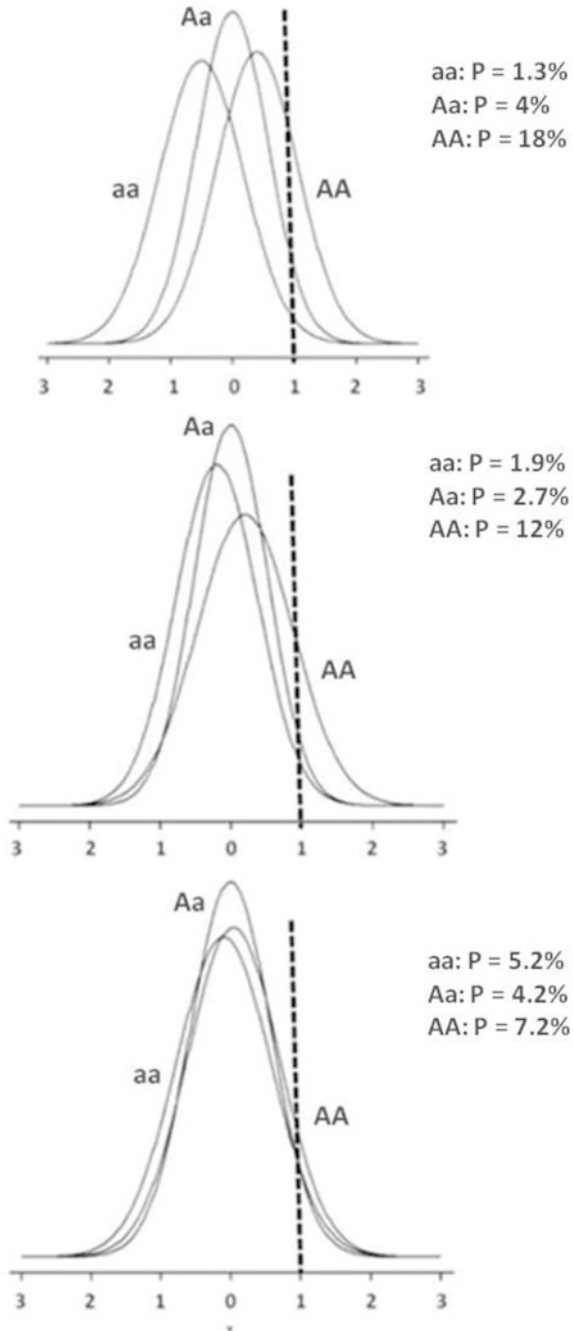 Aa
aa: P = 1.3%
Aa: P = 4%
AA: P = 18%
aa
AA
3 2 1 0 1 2 3
Aa
aa: P = 1.9%
Aa: P = 2.7%
AA: P = 12%
aa
AA
3 2 1 0 1 2 3
Aa
aa: P = 5.2%
Aa: P = 4.2%
AA: P = 7.2%
aa
AA
3 2 1 0 1 2 3